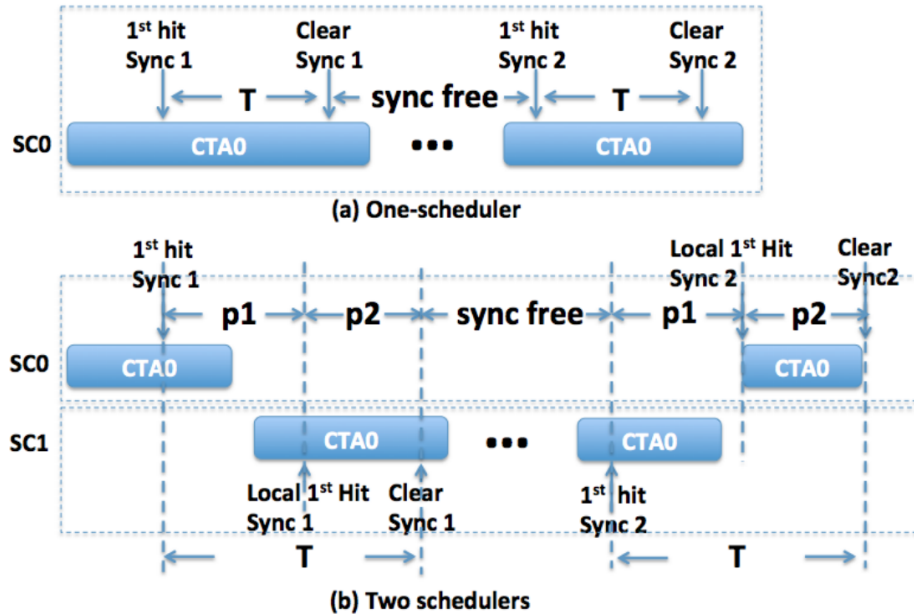 1st hit Clear 1st hit Clear
Sync 1 Sync 1 Sync 2 Sync 2
T sync free T
SC0 CTA0 ••• CTA0
(a) One-scheduler
1st hit Local 1st Hit Clear
Sync 1 Sync 2 Sync2
p1 p2 sync free p1 p2
SC0 CTA0 CTA0
SC1 CTA0 ••• CTA0
Local 1st Hit Clear 1st hit
Sync 1 Sync 1 Sync 2
T T
(b) Two schedulers